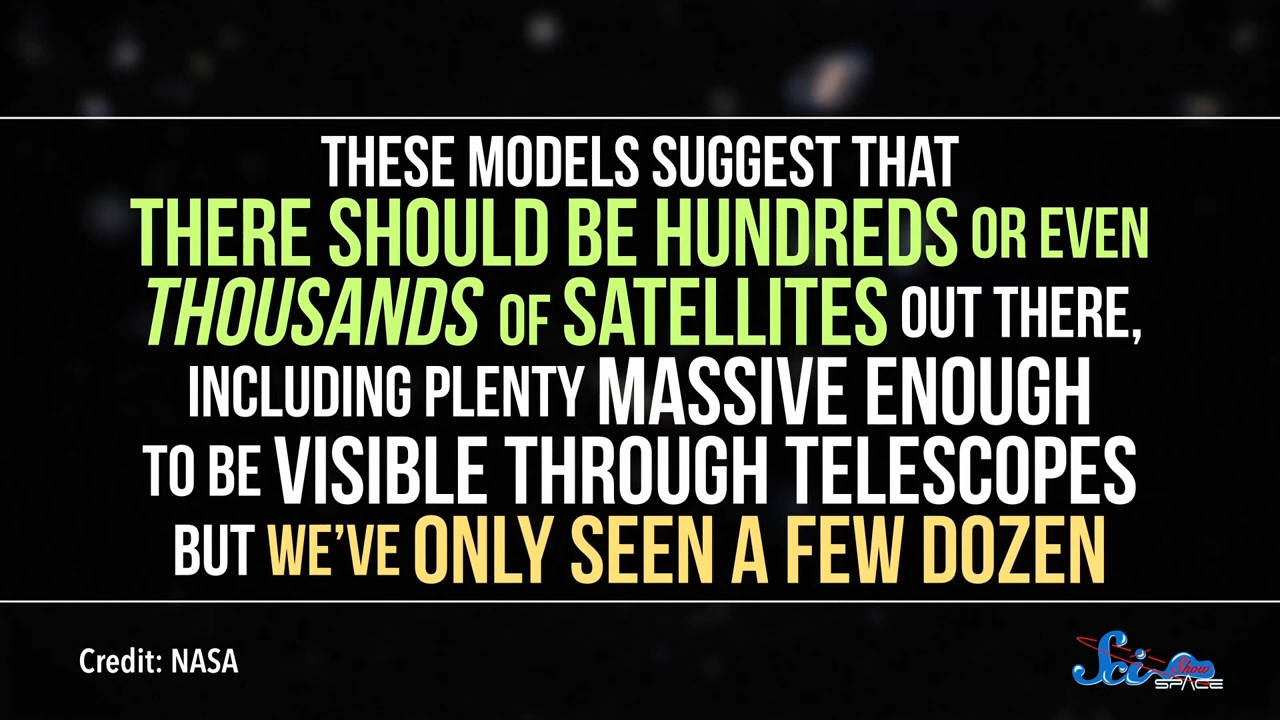 THESE MODELS SUGGEST THAT
THERE SHOULD BE HUNDREDS OR EVEN
THOUSANDS OF SATELLITES OUT THERE,
INCLUDING PLENTY MASSIVE ENOUGH
TO BE VISIBLE THROUGH TELESCOPES
BUT WE'VE ONLY SEEN A FEW DOZEN
Credit: NASA
Sci Show
SPACE